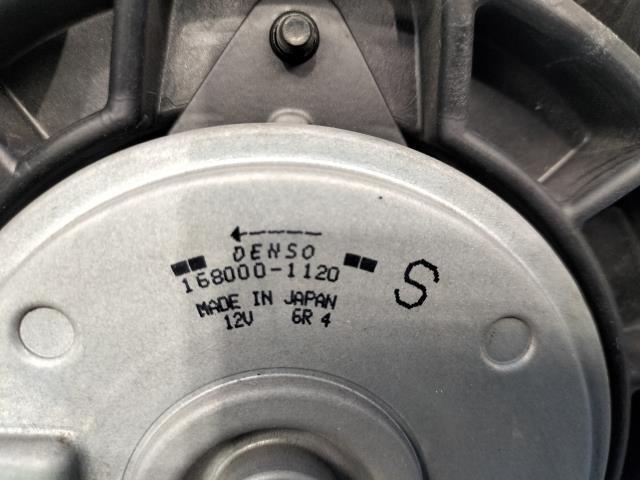 DENSO
168000-1120 S
MADE IN JAPAN
12V 6R 4